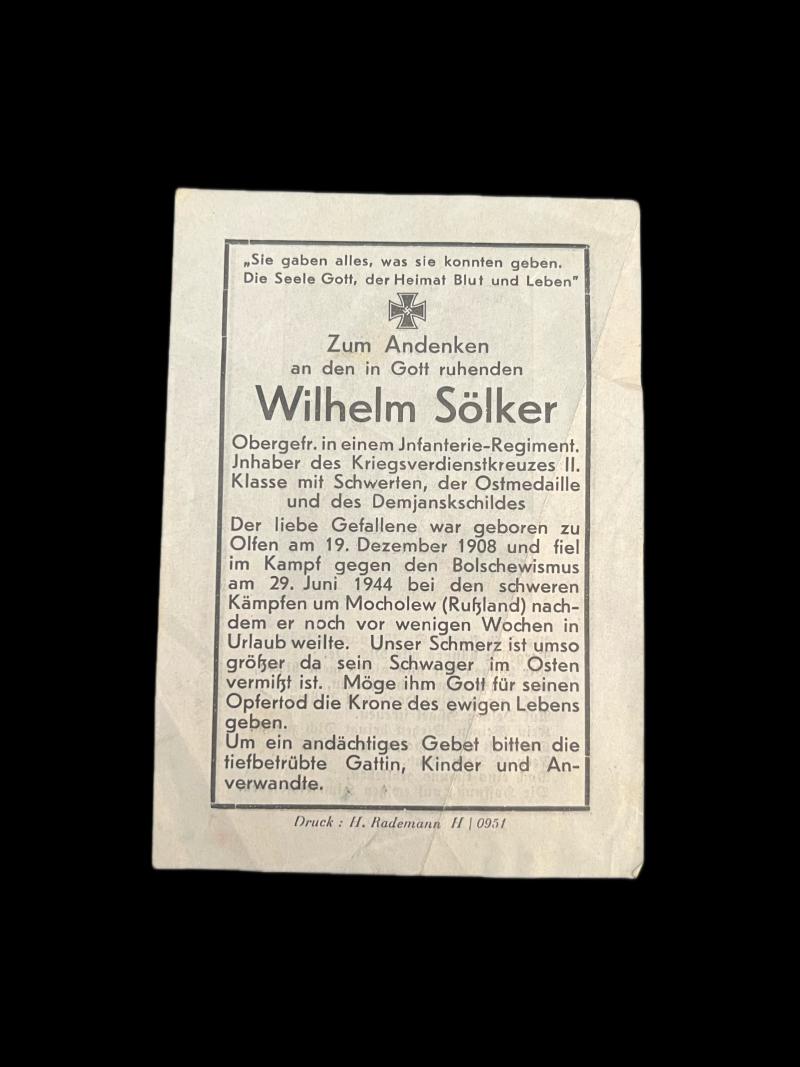 „Sie gaben alles, was sie konnten geben.
Die Seele Gott, der Heimat Blut und Leben"
Zum Andenken
an den in Gott ruhenden
Wilhelm Sölker
Obergefr. in einem Jnfanterie-Regiment.
Jnhaber des Kriegsverdienstkreuzes II.
Klasse mit Schwerten, der Ostmedaille
und des Demjanskschildes
Der liebe Gefallene war geboren zu
Olfen am 19. Dezember 1908 und fiel
im Kampf gegen den Bolschewismus
am 29. Juni 1944 bei den schweren
Kämpfen um Mocholew (Rußland) nach-
dem er noch vor wenigen Wochen in
Urlaub weilte. Unser Schmerz ist umso
größer da sein Schwager im Osten
vermißt ist. Möge ihm Gott für seinen
Opfertod die Krone des ewigen Lebens
geben.
Um ein andächtiges Gebet bitten die
tiefbetrübte Gattin, Kinder und An-
verwandte.
Druck : H. Rademann H | 0951